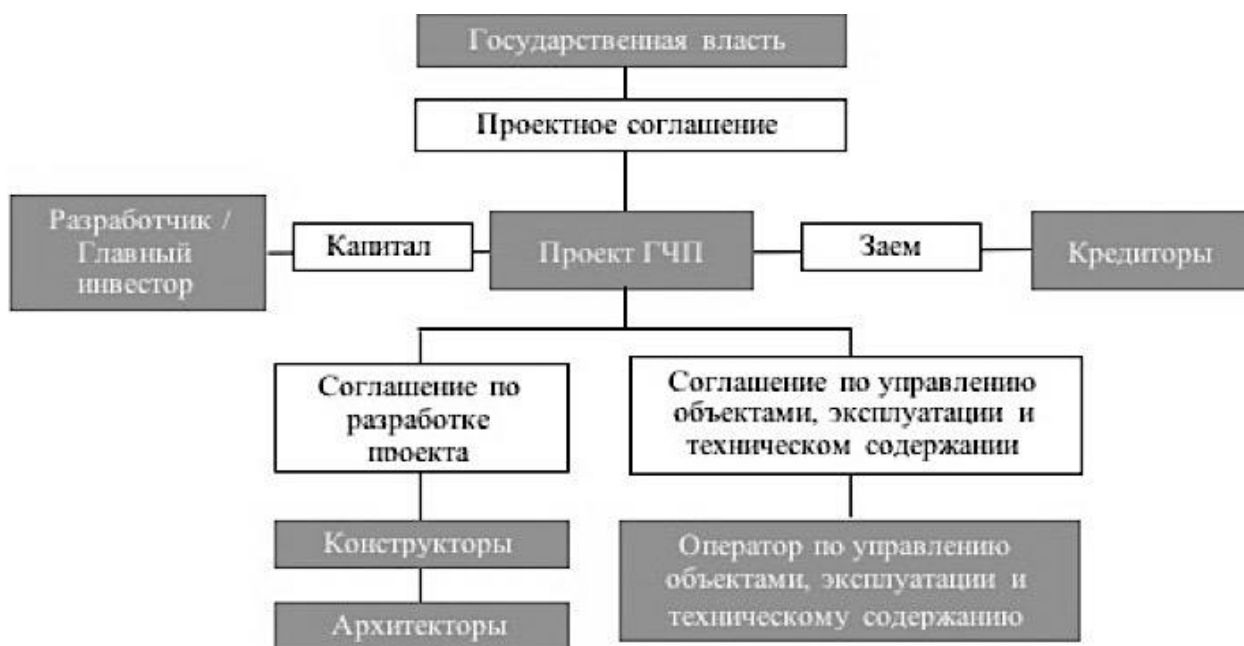 Государственная власть
Проектное соглашение
Разработчик /
Главный
инвестор
Капитал
Проект ГЧП
Заем
Кредиторы
Соглашение по
разработке
проекта
Соглашение по управлению
объектами, эксплуатации и
техническом содержании
Конструкторы
Архитекторы
Оператор по управлению
объектами, эксплуатации и
техническому содержанию